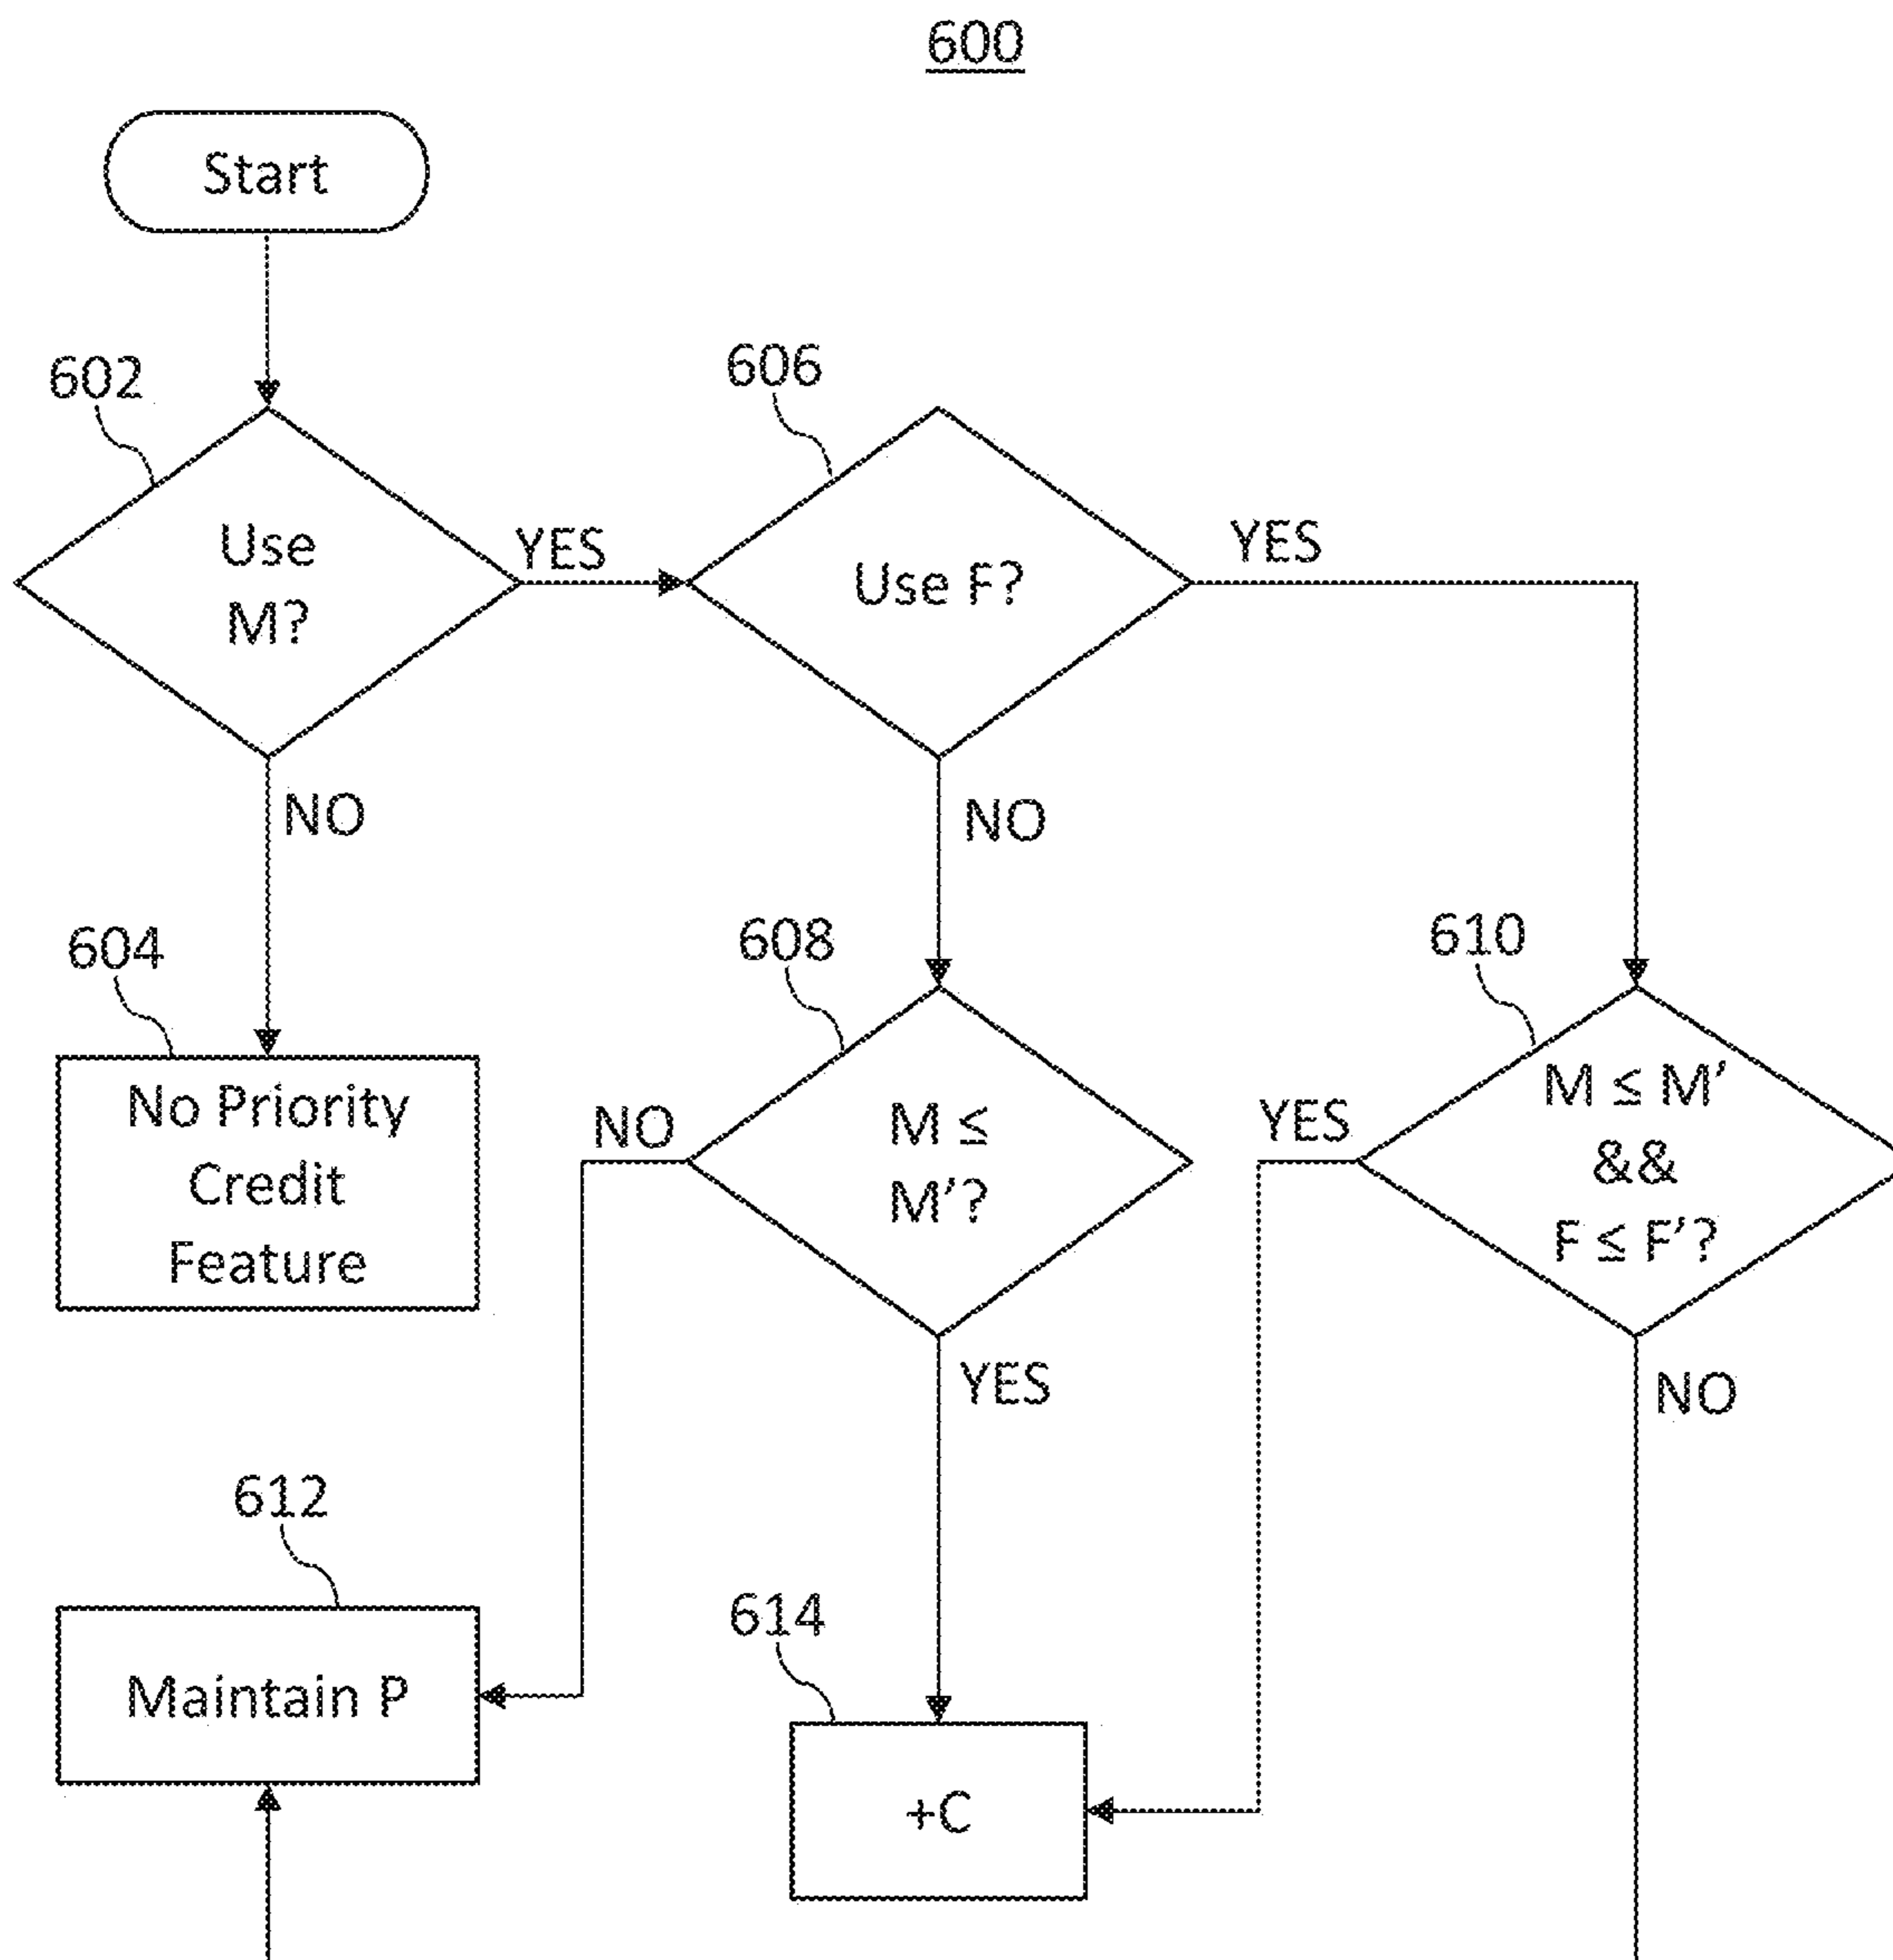 600
Start
602
606
Use
M?
YES
Use F?
YES
NO
NO
604
608
610
No Priority
Credit
Feature
NO
M ≤
M'?
YES
M ≤ M'
&&
F ≤ F'?
YES
NO
612
614
Maintain P
+C